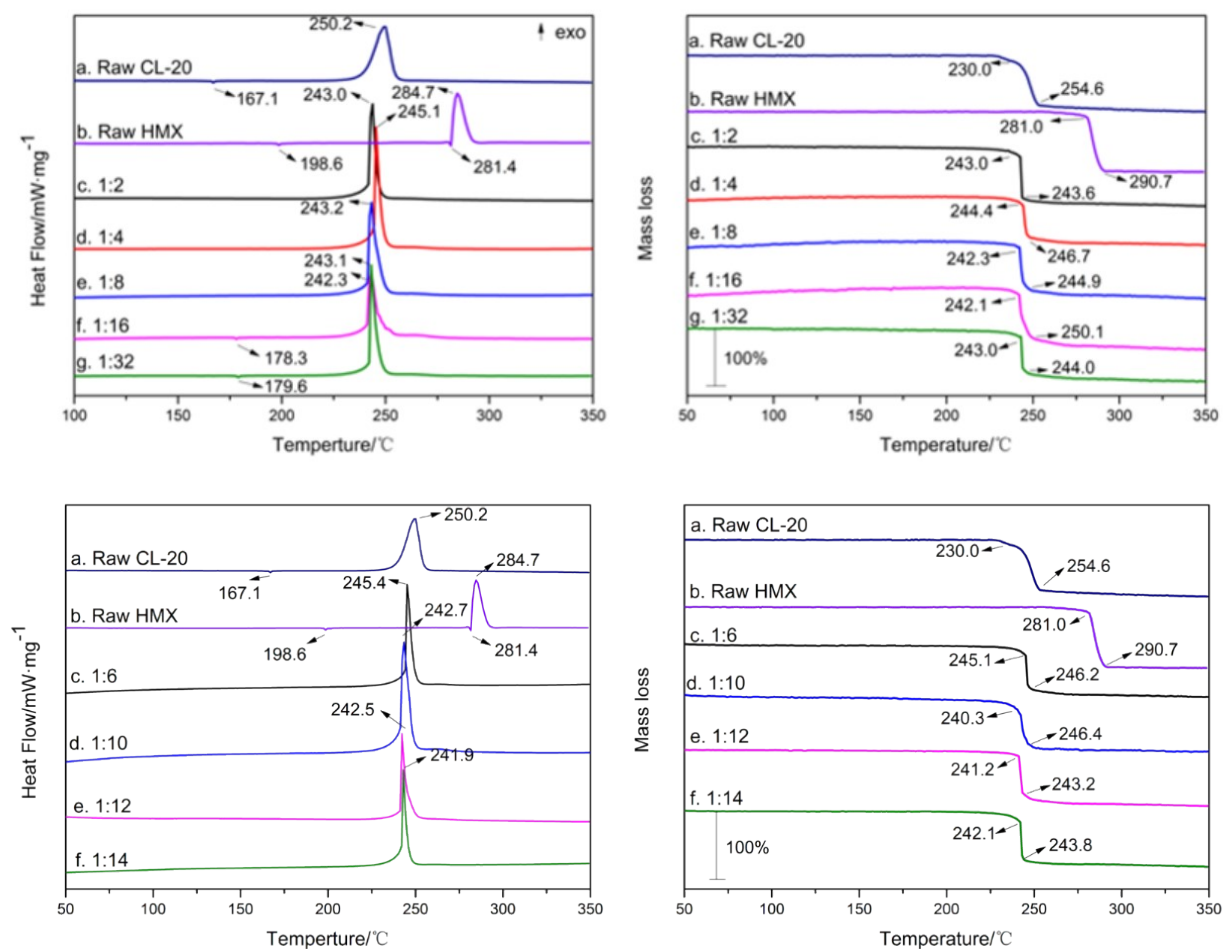 250.2
↑ exo
a. Raw CL-20
167.1
243.0
284.7
245.1
b. Raw HMX
198.6
281.4
c. 1:2
243.2
d. 1:4
243.1
e. 1:8
242.3
f. 1:16
178.3
g. 1:32
179.6
Heat Flow/mW·mg-1
100 150 200 250 300 350
Temperture/℃
a. Raw CL-20
230.0
254.6
b. Raw HMX
281.0
290.7
c. 1:2
243.0
243.6
d. 1:4
244.4
246.7
e. 1:8
242.3
244.9
f. 1:16
242.1
250.1
g. 1:32
243.0
244.0
100%
Mass loss
50 100 150 200 250 300 350
Temperature/℃
250.2
a. Raw CL-20
167.1
284.7
245.4
242.7
b. Raw HMX
198.6
281.4
c. 1:6
242.5
d. 1:10
241.9
e. 1:12
f. 1:14
Heat Flow/mW·mg-1
50 100 150 200 250 300 350
Temperture/℃
a. Raw CL-20
230.0
254.6
b. Raw HMX
281.0
290.7
c. 1:6
245.1
246.2
d. 1:10
240.3
246.4
e. 1:12
241.2
243.2
f. 1:14
242.1
243.8
100%
Mass loss
50 100 150 200 250 300 350
Temperature/℃